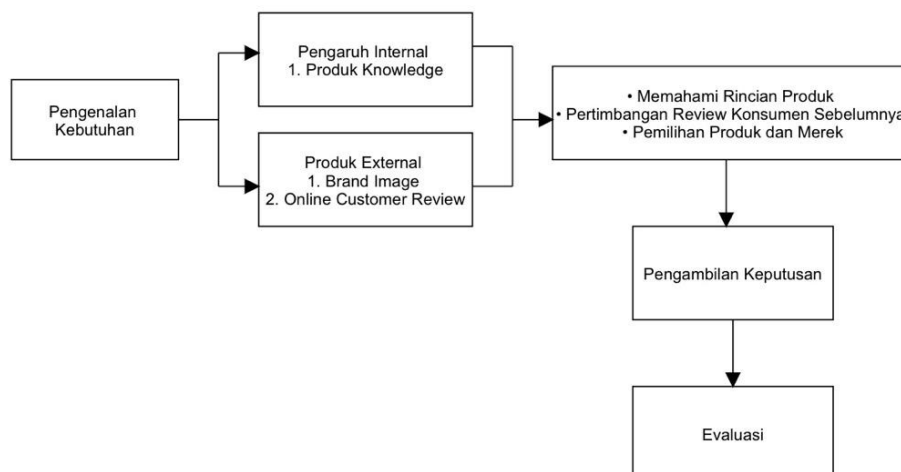 Pengenalan
Kebutuhan
Pengaruh Internal
1. Produk Knowledge
Produk External
1. Brand Image
2. Online Customer Review
• Memahami Rincian Produk
• Pertimbangan Review Konsumen Sebelumnya
• Pemilihan Produk dan Merek
Pengambilan Keputusan
Evaluasi